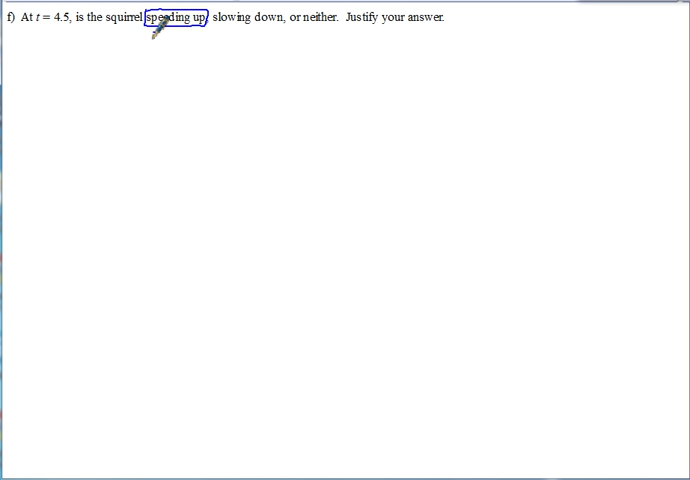 f) At t = 4.5, is the squirrel speeding up, slowing down, or neither. Justify your answer.